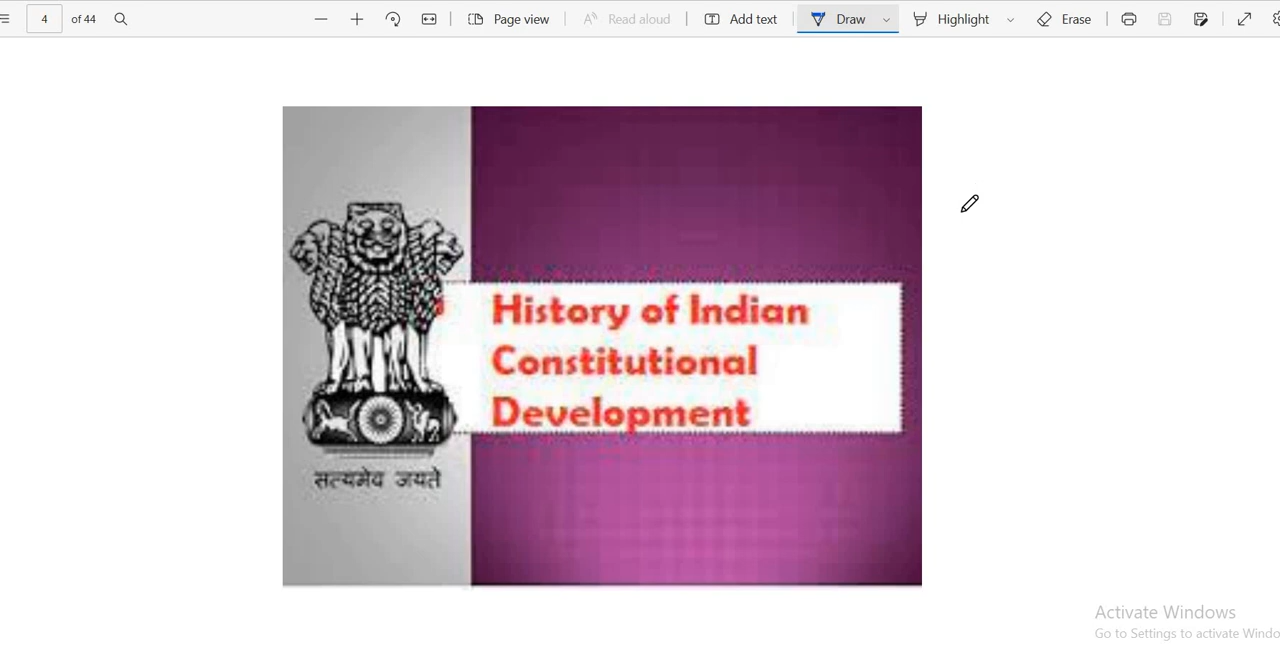 4 of 44 Page view Read aloud Add text Draw Highlight Erase
History of Indian
Constitutional
Development
सत्यमेव जयते
Activate Windows
Go to Settings to activate Windo